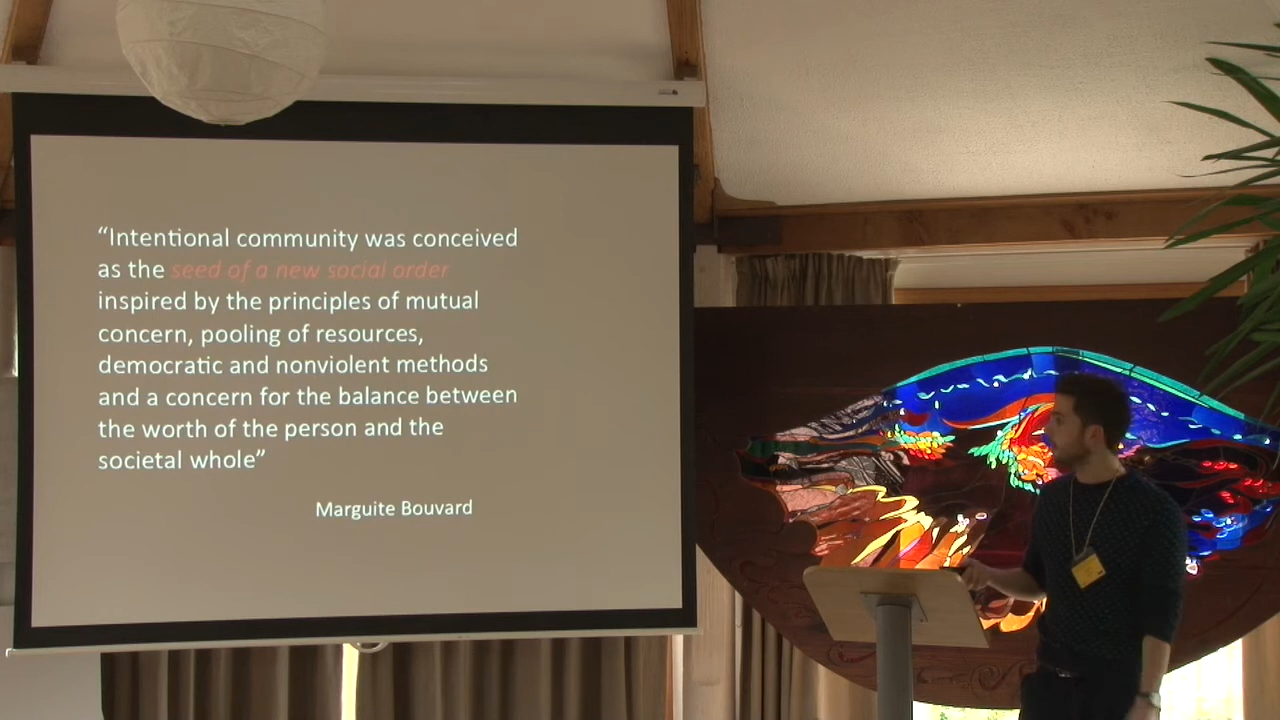 “Intentional community was conceived
as the seed of a new social order
inspired by the principles of mutual
concern, pooling of resources,
democratic and nonviolent methods
and a concern for the balance between
the worth of the person and the
societal whole”
Marguite Bouvard